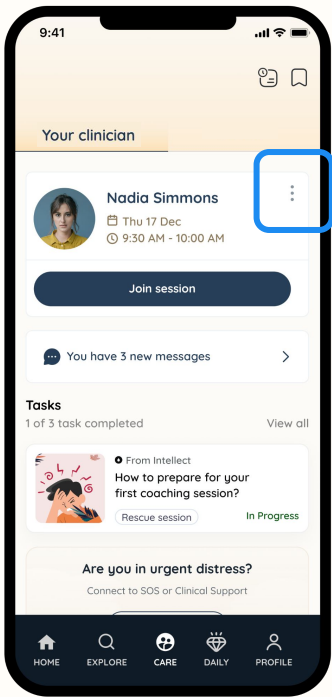 9:41
Your clinician
Nadia Simmons
Thu 17 Dec
9:30 AM - 10:00 AM
Join session
You have 3 new messages
Tasks
1 of 3 task completed
View all
From Intellect
How to prepare for your
first coaching session?
Rescue session
In Progress
Are you in urgent distress?
Connect to SOS or Clinical Support
HOME
EXPLORE
CARE
DAILY
PROFILE